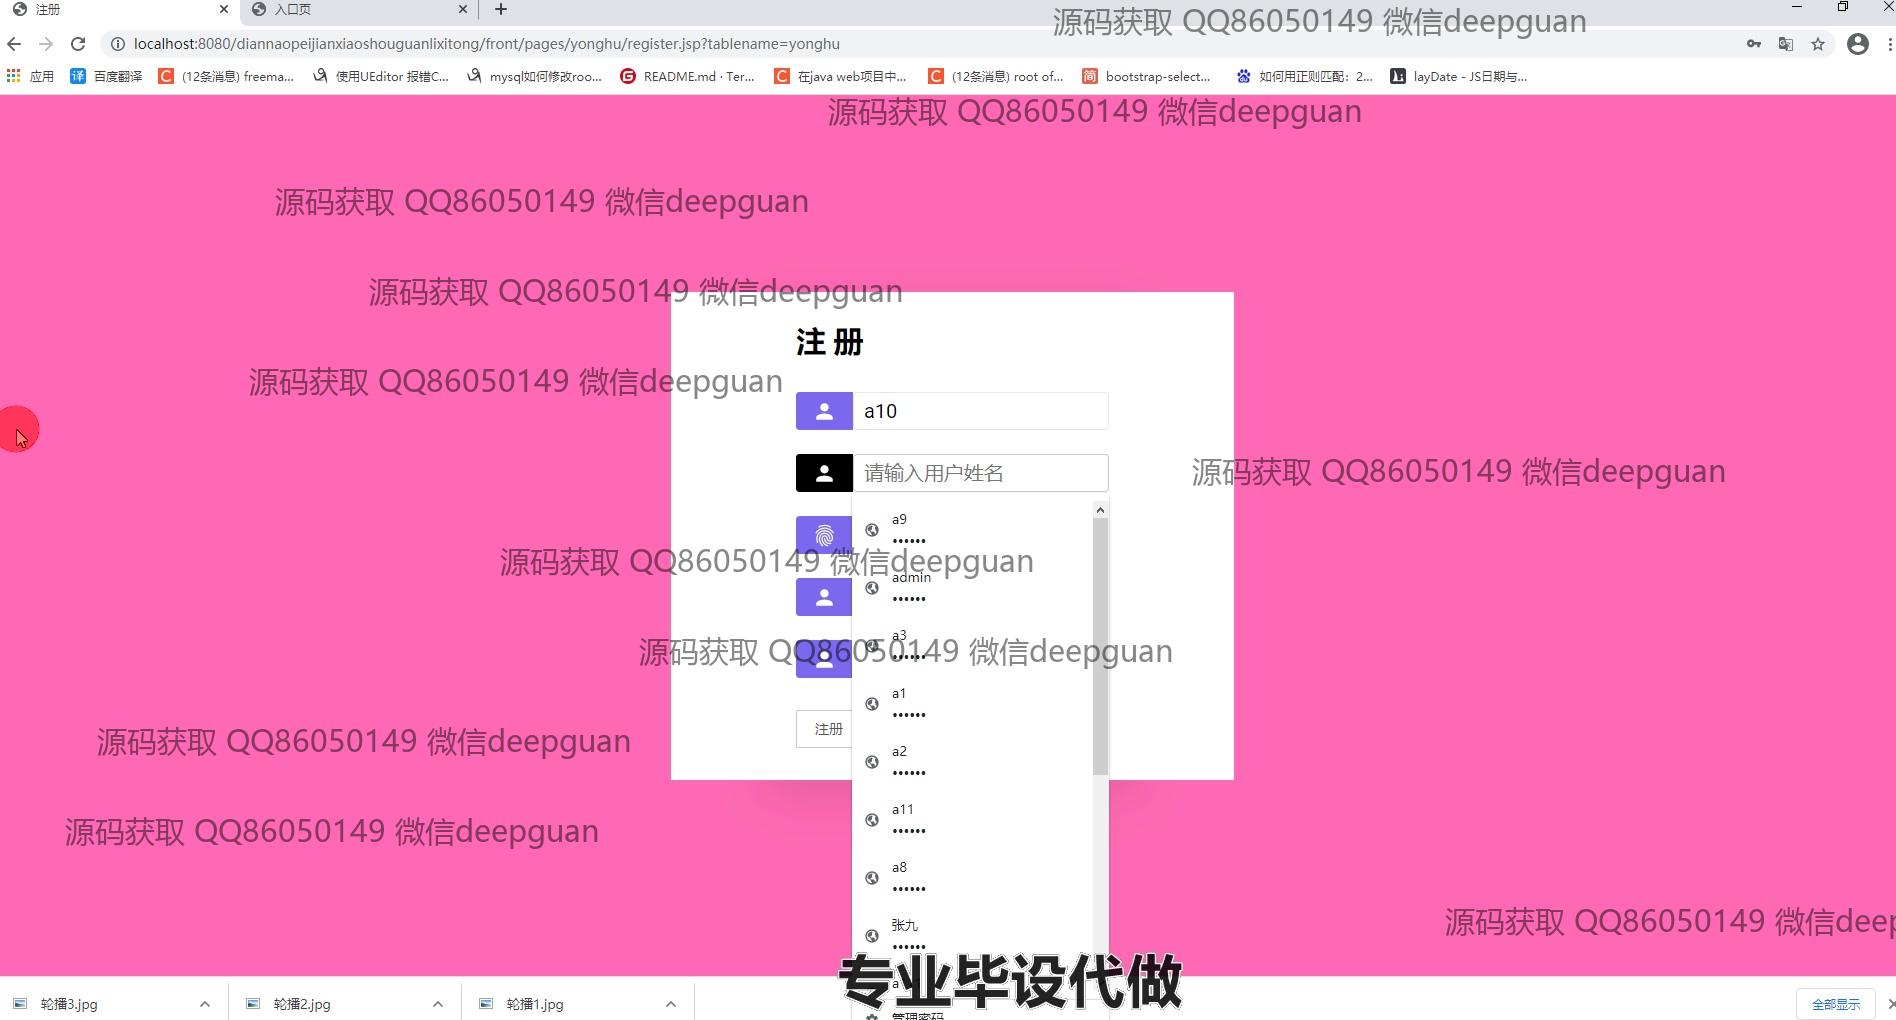 注册
入口页
源码获取 QQ86050149 微信deepguan
localhost:8080/diannaopeijianxiaoshouguanlixitong/front/pages/yonghu/register.jsp?tablename=yonghu
应用
译 百度翻译
C (12条消息) freema...
使用UEditor 报错C...
mysql如何修改roo...
G README.md · Ter...
C 在java web项目中...
C (12条消息) root of...
简 bootstrap-select...
如何用正则匹配：2...
layDate - JS日期与...
源码获取 QQ86050149 微信deepguan
源码获取 QQ86050149 微信deepguan
源码获取 QQ86050149 微信deepguan
注 册
源码获取 QQ86050149 微信deepguan
a10
请输入用户姓名
源码获取 QQ86050149 微信deepguan
a9
••••••
源码获取 QQ86050149 微信deepguan
admin
••••••
a3
••••••
源码获取 QQ86050149 微信deepguan
a1
••••••
注册
源码获取 QQ86050149 微信deepguan
a2
••••••
a11
••••••
源码获取 QQ86050149 微信deepguan
a8
••••••
张九
••••••
源码获取 QQ86050149 微信deep
专业毕设代做
管理密码
轮播3.jpg
轮播2.jpg
轮播1.jpg
全部显示